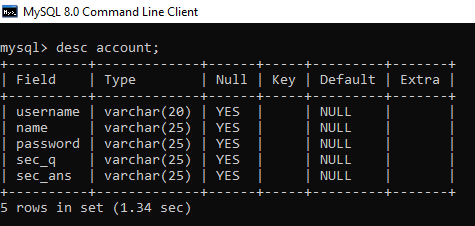 MySQL 8.0 Command Line Client
mysql> desc account;
+----------+-------------+------+-----+---------+-------+
| Field    | Type        | Null | Key | Default | Extra |
+----------+-------------+------+-----+---------+-------+
| username | varchar(20) | YES  |     | NULL    |       |
| name     | varchar(25) | YES  |     | NULL    |       |
| password | varchar(25) | YES  |     | NULL    |       |
| sec_q    | varchar(25) | YES  |     | NULL    |       |
| sec_ans  | varchar(25) | YES  |     | NULL    |       |
+----------+-------------+------+-----+---------+-------+
5 rows in set (1.34 sec)